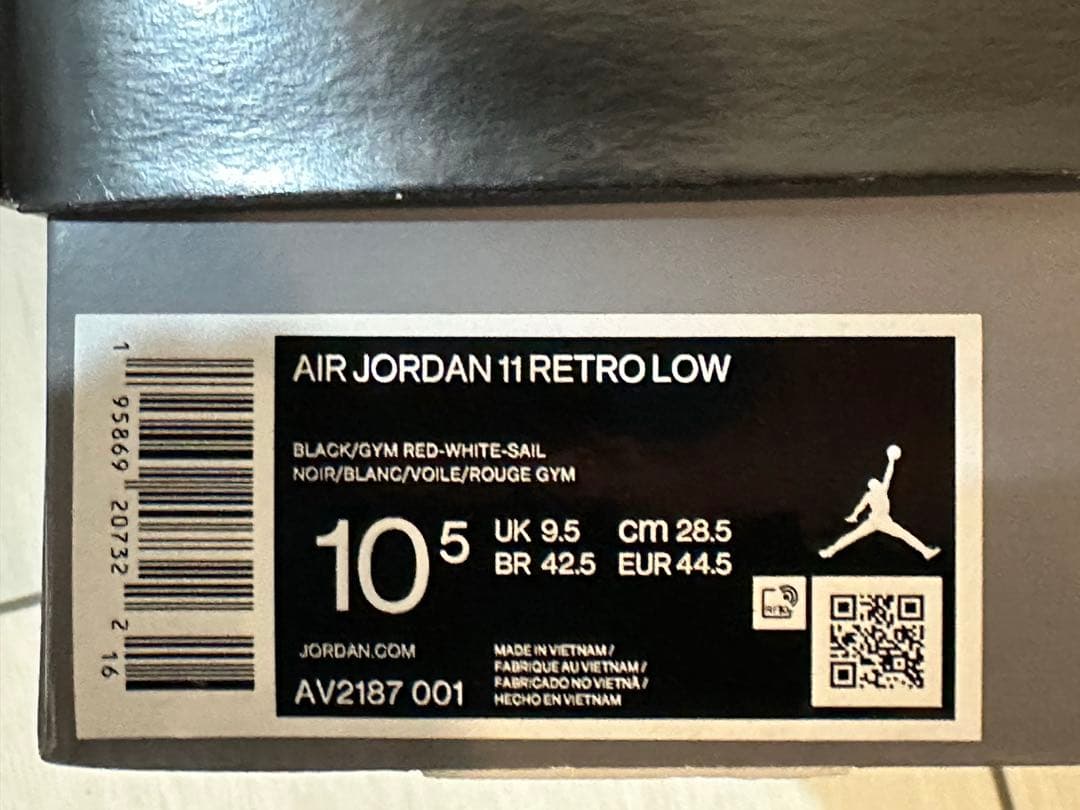 AIR JORDAN 11 RETRO LOW
BLACK/GYM RED-WHITE-SAIL
NOIR/BLANC/VOILE/ROUGE GYM
10 5
UK 9.5 cm 28.5
BR 42.5 EUR 44.5
RFID
JORDAN.COM
AV2187 001
MADE IN VIETNAM /
FABRIQUE AU VIETNAM /
FABRICADO NO VIETNÃ /
HECHO EN VIETNAM
1 95869 20732 2 16